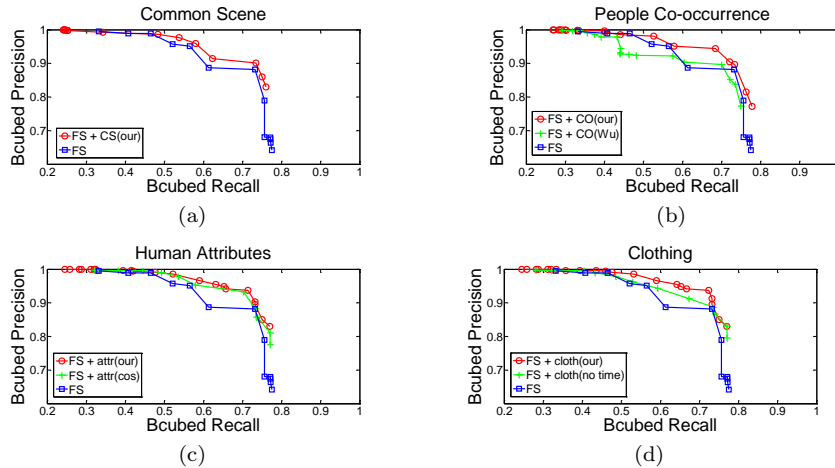 Common Scene
1
0.9
0.8
0.7
Bcubed Precision
FS + CS(our)
FS
0.2 0.3 0.4 0.5 0.6 0.7 0.8 0.9 1
Bcubed Recall
(a)
People Co-occurrence
1
0.9
0.8
0.7
Bcubed Precision
FS + CO(our)
FS + CO(Wu)
FS
0.2 0.3 0.4 0.5 0.6 0.7 0.8 0.9 1
Bcubed Recall
(b)
Human Attributes
1
0.9
0.8
0.7
Bcubed Precision
FS + attr(our)
FS + attr(cos)
FS
0.2 0.3 0.4 0.5 0.6 0.7 0.8 0.9 1
Bcubed Recall
(c)
Clothing
1
0.9
0.8
0.7
Bcubed Precision
FS + cloth(our)
FS + cloth(no time)
FS
0.2 0.3 0.4 0.5 0.6 0.7 0.8 0.9 1
Bcubed Recall
(d)